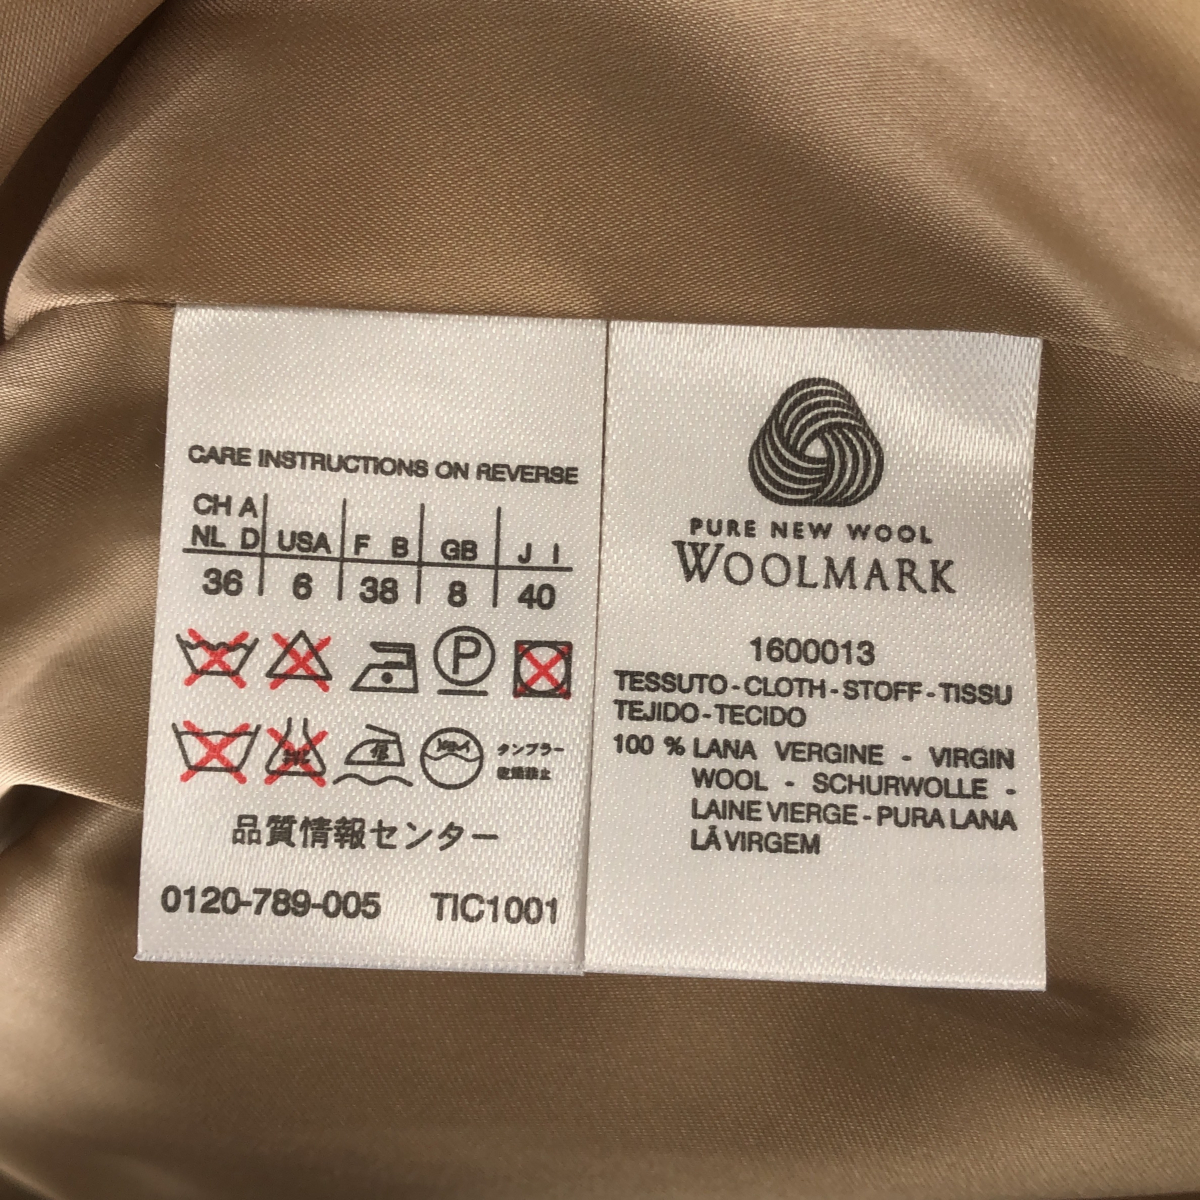 CARE INSTRUCTIONS ON REVERSE
CH A
NL D USA F B GB J I
36 6 38 8 40
P
低
タンブラー
乾燥禁止
品質情報センター
0120-789-005 TIC1001
PURE NEW WOOL
WOOLMARK
1600013
TESSUTO-CLOTH-STOFF-TISSU
TEJIDO-TECIDO
100 % LANA VERGINE - VIRGIN
WOOL - SCHURWOLLE -
LAINE VIERGE - PURA LANA
LÃ VIRGEM